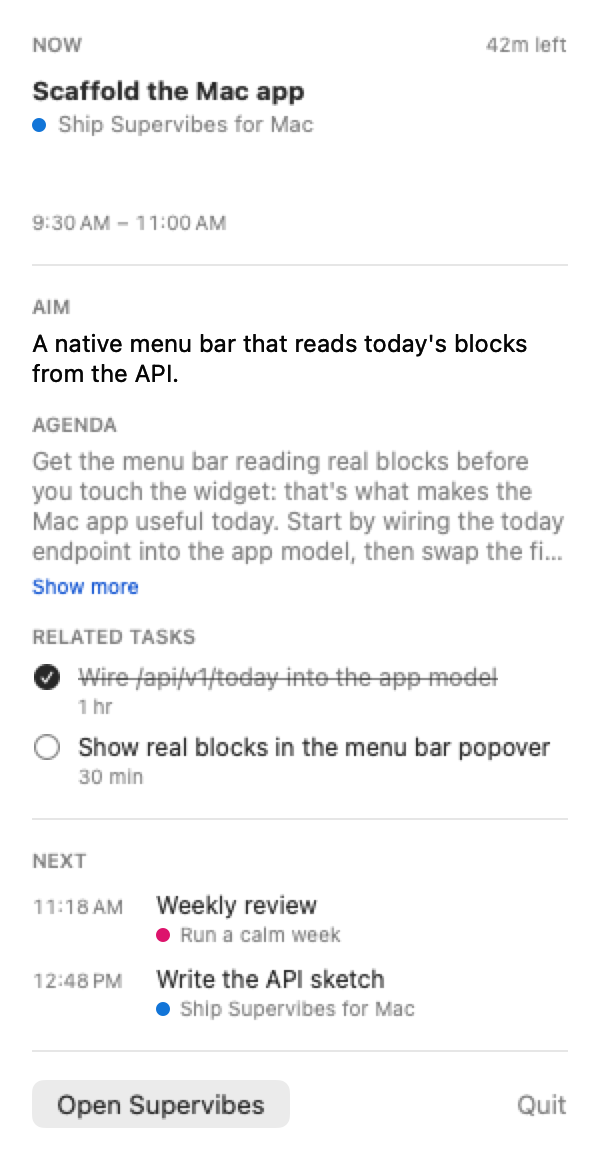 NOW
42m left
Scaffold the Mac app
Ship Supervibes for Mac
9:30 AM – 11:00 AM
AIM
A native menu bar that reads today's blocks
from the API.
AGENDA
Get the menu bar reading real blocks before
you touch the widget: that's what makes the
Mac app useful today. Start by wiring the today
endpoint into the app model, then swap the fi...
Show more
RELATED TASKS
Wire /api/v1/today into the app model
1 hr
Show real blocks in the menu bar popover
30 min
NEXT
11:18 AM
Weekly review
Run a calm week
12:48 PM
Write the API sketch
Ship Supervibes for Mac
Open Supervibes
Quit